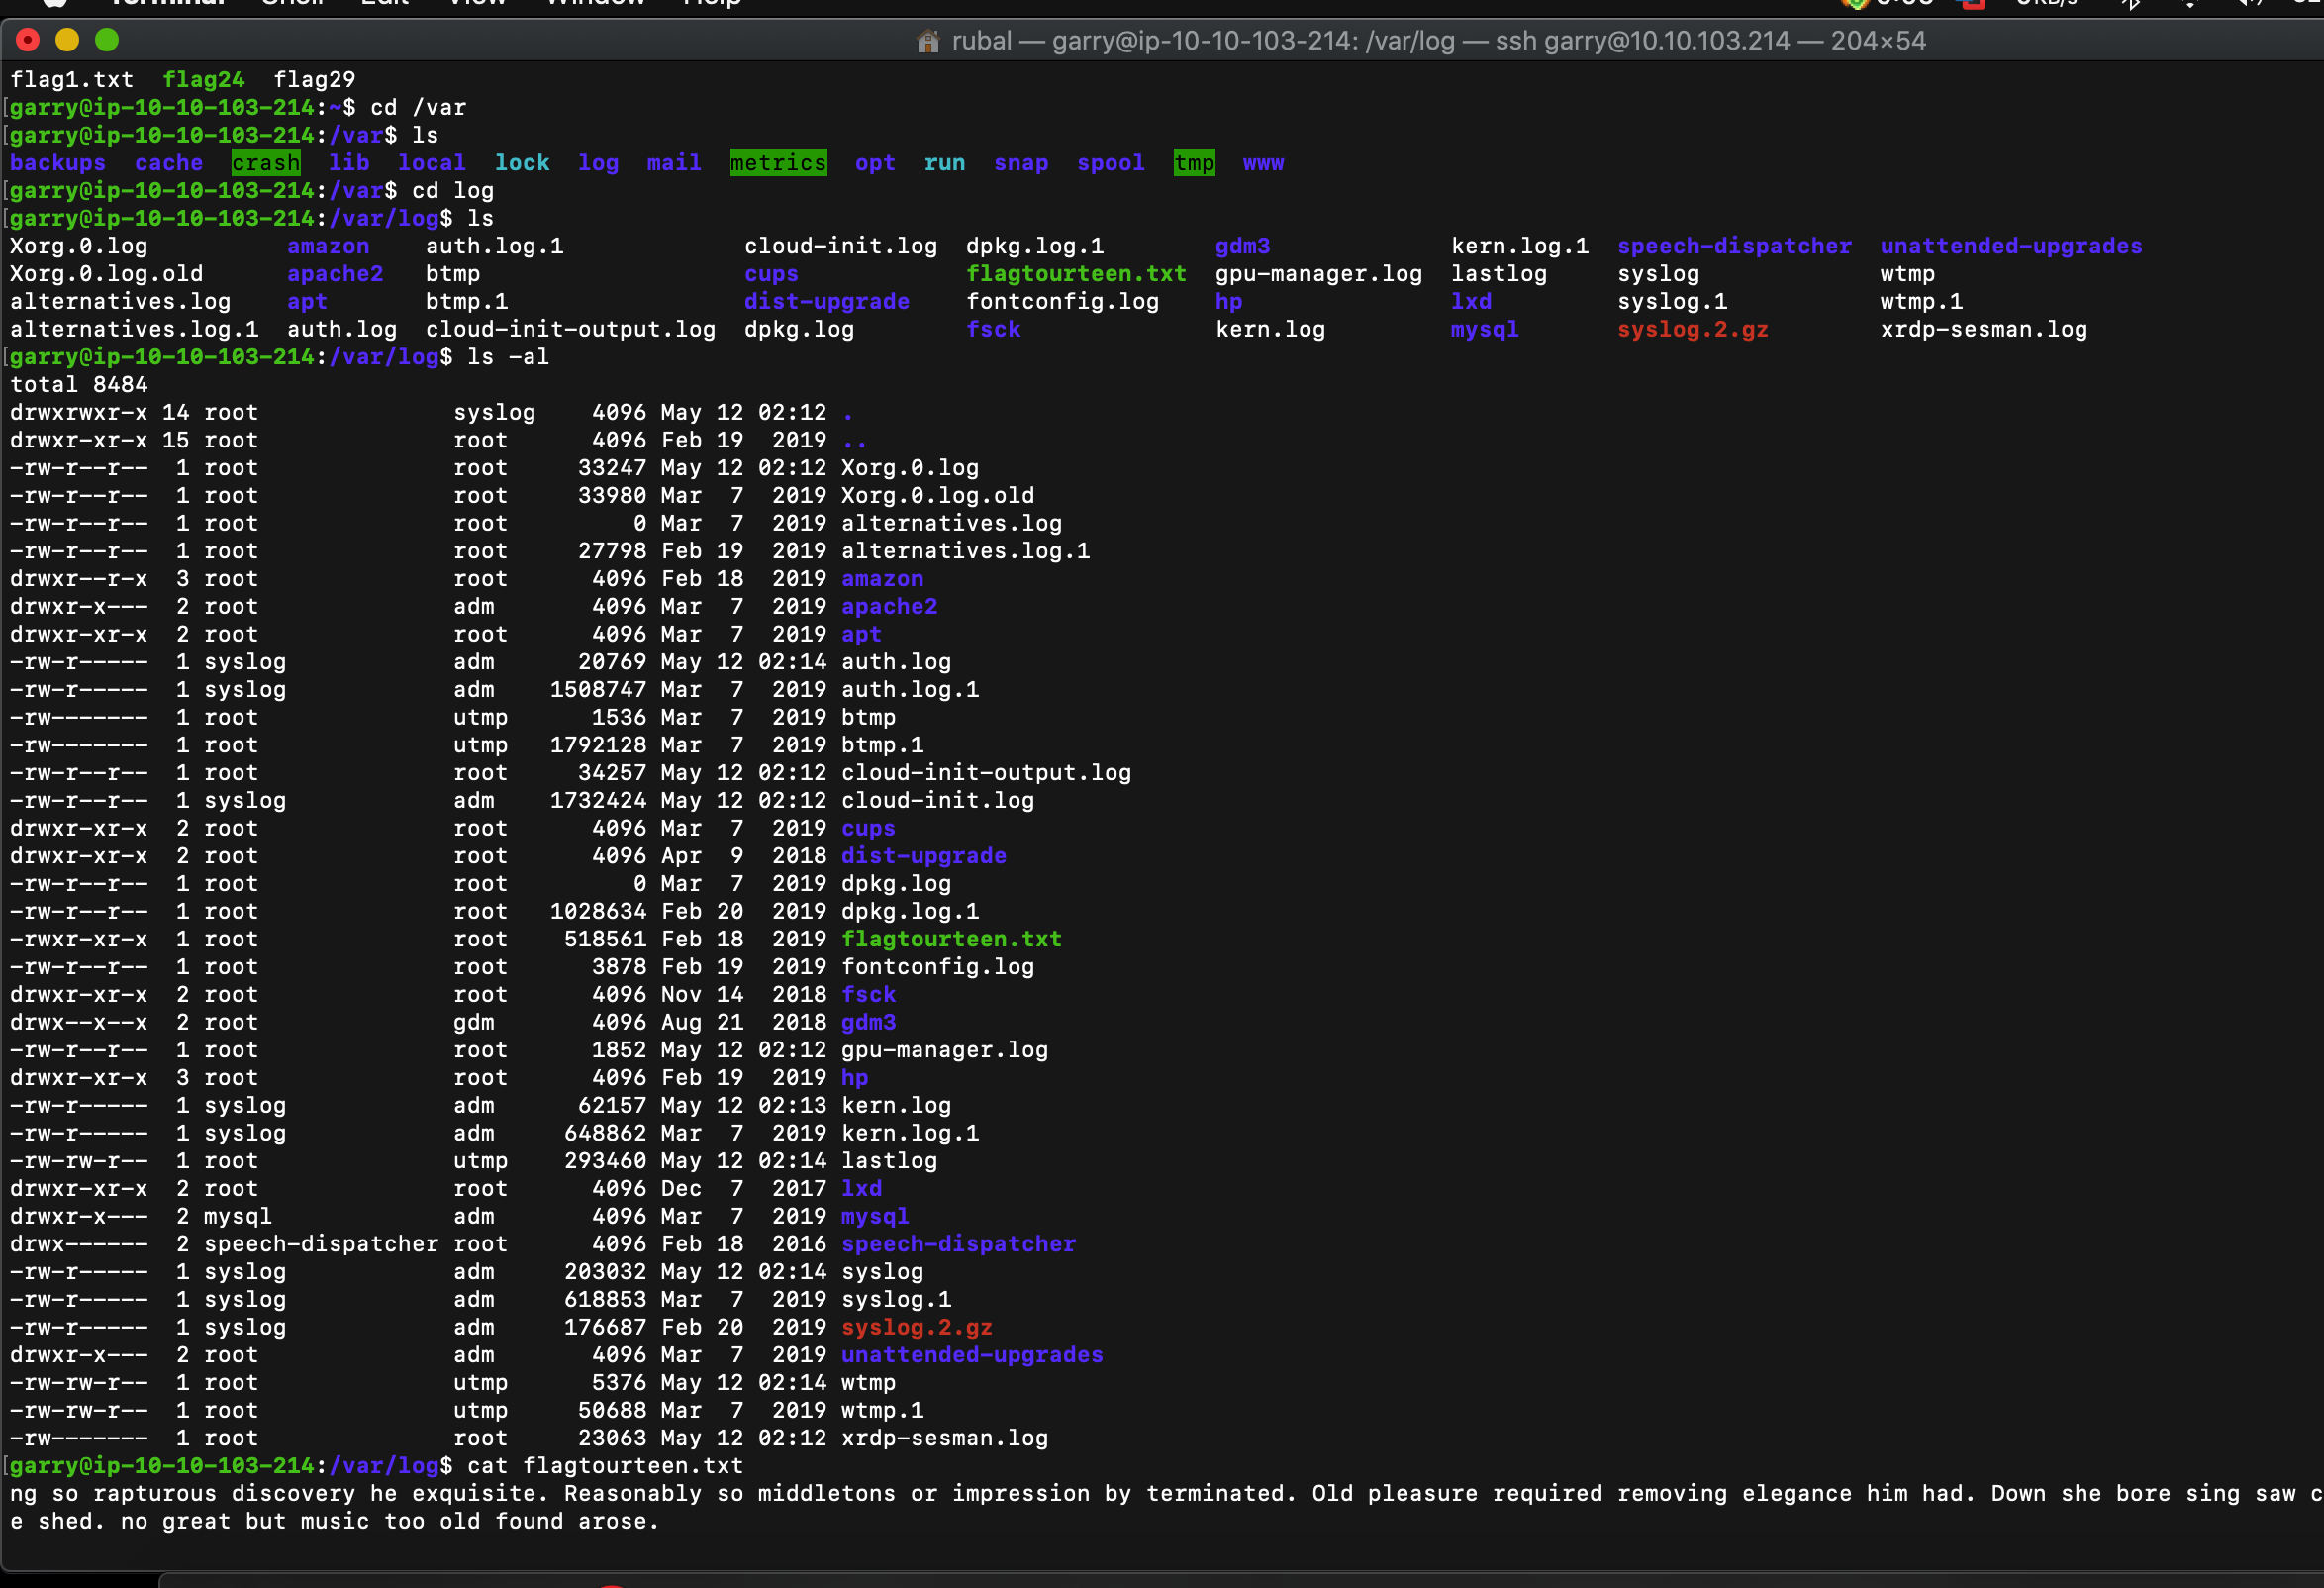 Terminal Shell Edit View Window Help
rubal — garry@ip-10-10-103-214: /var/log — ssh garry@10.10.103.214 — 204×54
flag1.txt  flag24  flag29
[garry@ip-10-10-103-214:~$ cd /var
[garry@ip-10-10-103-214:/var$ ls
backups  cache  crash  lib  local  lock  log  mail  metrics  opt  run  snap  spool  tmp  www
[garry@ip-10-10-103-214:/var$ cd log
[garry@ip-10-10-103-214:/var/log$ ls
Xorg.0.log          amazon    auth.log.1             cloud-init.log  dpkg.log.1        gdm3             kern.log.1  speech-dispatcher  unattended-upgrades
Xorg.0.log.old      apache2   btmp                   cups            flagtourteen.txt  gpu-manager.log  lastlog     syslog             wtmp
alternatives.log    apt       btmp.1                 dist-upgrade    fontconfig.log    hp               lxd         syslog.1           wtmp.1
alternatives.log.1  auth.log  cloud-init-output.log  dpkg.log        fsck              kern.log         mysql       syslog.2.gz        xrdp-sesman.log
[garry@ip-10-10-103-214:/var/log$ ls -al
total 8484
drwxrwxr-x 14 root              syslog    4096 May 12 02:12 .
drwxr-xr-x 15 root              root      4096 Feb 19  2019 ..
-rw-r--r--  1 root              root     33247 May 12 02:12 Xorg.0.log
-rw-r--r--  1 root              root     33980 Mar  7  2019 Xorg.0.log.old
-rw-r--r--  1 root              root         0 Mar  7  2019 alternatives.log
-rw-r--r--  1 root              root     27798 Feb 19  2019 alternatives.log.1
drwxr--r-x  3 root              root      4096 Feb 18  2019 amazon
drwxr-x---  2 root              adm       4096 Mar  7  2019 apache2
drwxr-xr-x  2 root              root      4096 Mar  7  2019 apt
-rw-r-----  1 syslog            adm      20769 May 12 02:14 auth.log
-rw-r-----  1 syslog            adm    1508747 Mar  7  2019 auth.log.1
-rw-------  1 root              utmp      1536 Mar  7  2019 btmp
-rw-------  1 root              utmp   1792128 Mar  7  2019 btmp.1
-rw-r--r--  1 root              root     34257 May 12 02:12 cloud-init-output.log
-rw-r--r--  1 syslog            adm    1732424 May 12 02:12 cloud-init.log
drwxr-xr-x  2 root              root      4096 Mar  7  2019 cups
drwxr-xr-x  2 root              root      4096 Apr  9  2018 dist-upgrade
-rw-r--r--  1 root              root         0 Mar  7  2019 dpkg.log
-rw-r--r--  1 root              root   1028634 Feb 20  2019 dpkg.log.1
-rwxr-xr-x  1 root              root    518561 Feb 18  2019 flagtourteen.txt
-rw-r--r--  1 root              root      3878 Feb 19  2019 fontconfig.log
drwxr-xr-x  2 root              root      4096 Nov 14  2018 fsck
drwx--x--x  2 root              gdm       4096 Aug 21  2018 gdm3
-rw-r--r--  1 root              root      1852 May 12 02:12 gpu-manager.log
drwxr-xr-x  3 root              root      4096 Feb 19  2019 hp
-rw-r-----  1 syslog            adm      62157 May 12 02:13 kern.log
-rw-r-----  1 syslog            adm     648862 Mar  7  2019 kern.log.1
-rw-rw-r--  1 root              utmp    293460 May 12 02:14 lastlog
drwxr-xr-x  2 root              root      4096 Dec  7  2017 lxd
drwxr-x---  2 mysql             adm       4096 Mar  7  2019 mysql
drwx------  2 speech-dispatcher root      4096 Feb 18  2016 speech-dispatcher
-rw-r-----  1 syslog            adm     203032 May 12 02:14 syslog
-rw-r-----  1 syslog            adm     618853 Mar  7  2019 syslog.1
-rw-r-----  1 syslog            adm     176687 Feb 20  2019 syslog.2.gz
drwxr-x---  2 root              adm       4096 Mar  7  2019 unattended-upgrades
-rw-rw-r--  1 root              utmp      5376 May 12 02:14 wtmp
-rw-rw-r--  1 root              utmp     50688 Mar  7  2019 wtmp.1
-rw-------  1 root              root     23063 May 12 02:12 xrdp-sesman.log
[garry@ip-10-10-103-214:/var/log$ cat flagtourteen.txt
ng so rapturous discovery he exquisite. Reasonably so middletons or impression by terminated. Old pleasure required removing elegance him had. Down she bore sing saw c
e shed. no great but music too old found arose.